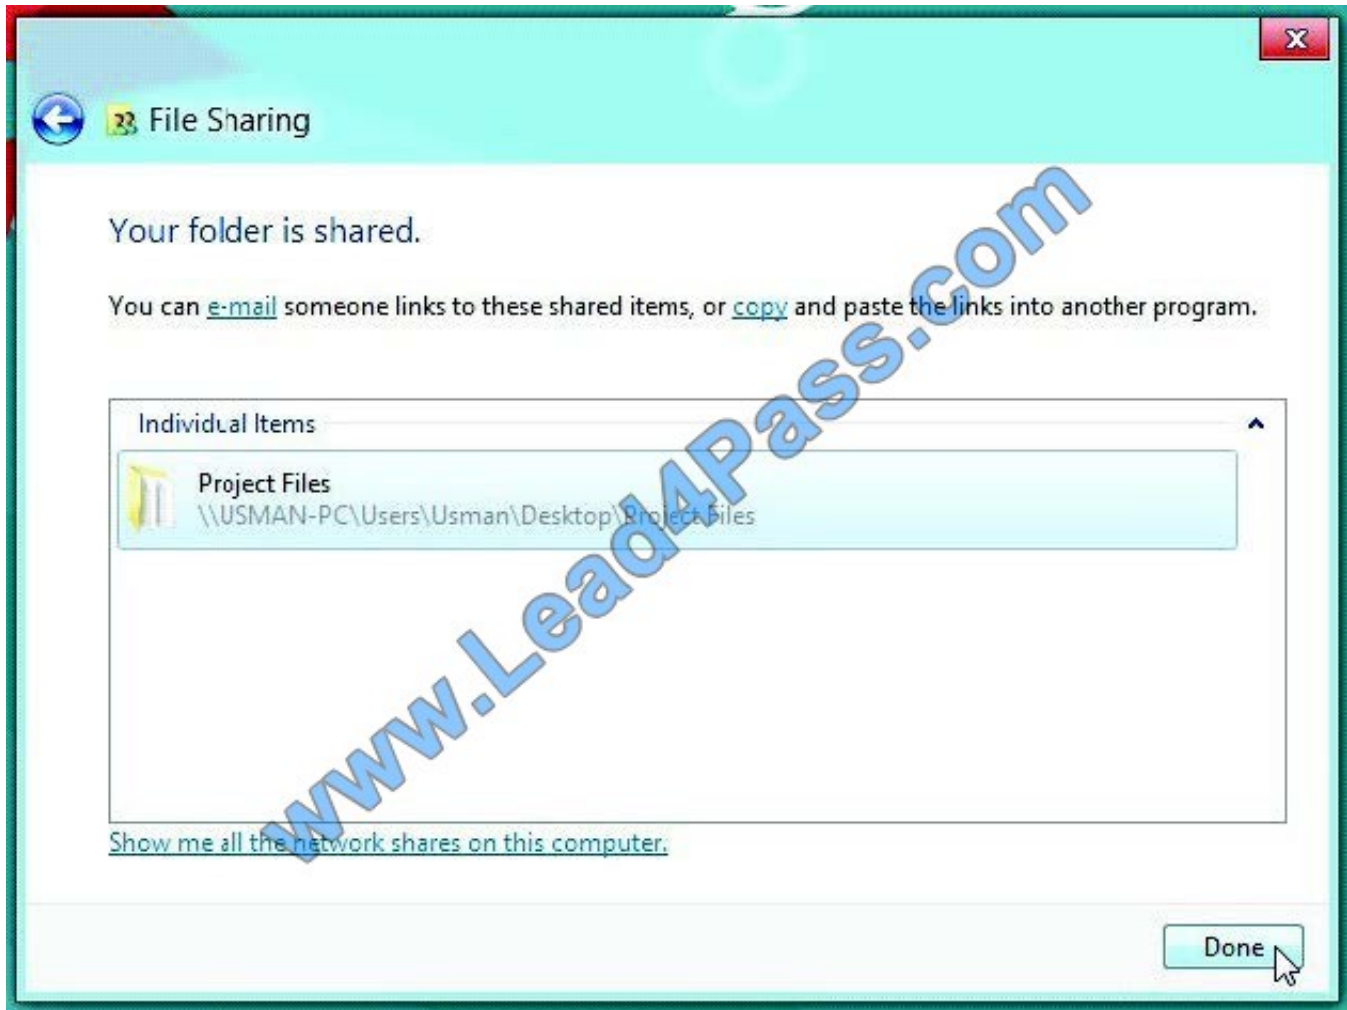 X
File Sharing
Your folder is shared.
You can e-mail someone links to these shared items, or copy and paste the links into another program.
Individual Items
Project Files
\\USMAN-PC\Users\Usman\Desktop\Project Files
www.Lead4Pass.com
Show me all the network shares on this computer.
Done